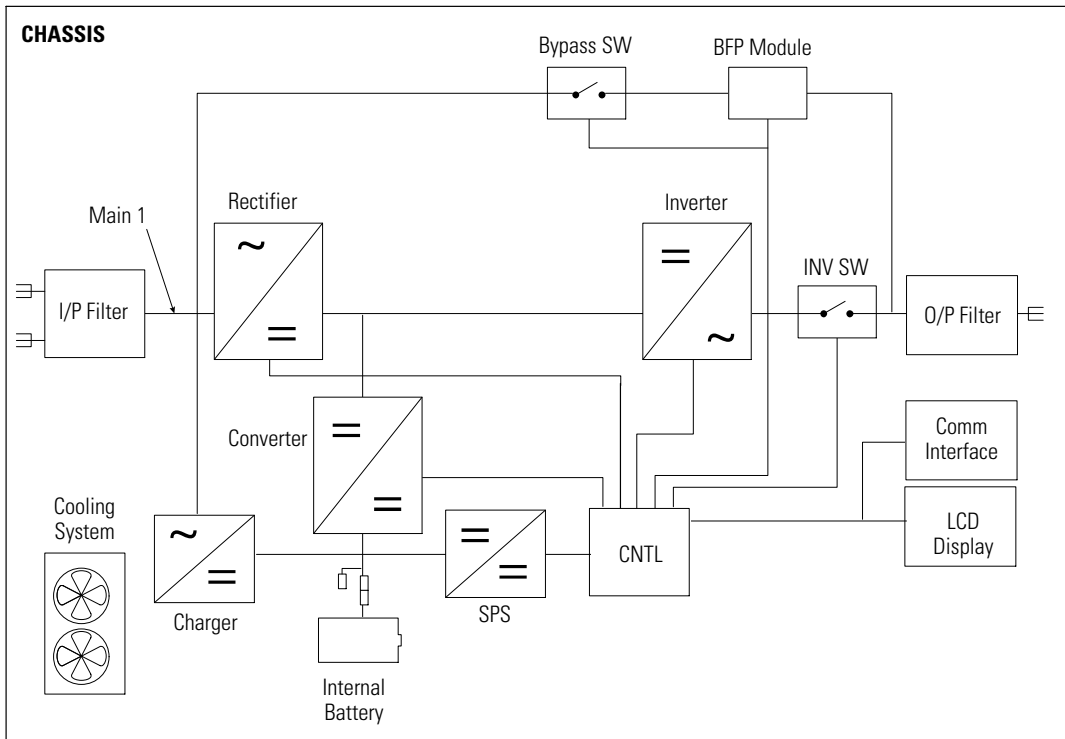 CHASSIS
Bypass SW
BFP Module
Rectifier
Inverter
Main 1
INV SW
I/P Filter
O/P Filter
Converter
Comm
Interface
Cooling
System
LCD
Display
CNTL
Charger
SPS
Internal
Battery